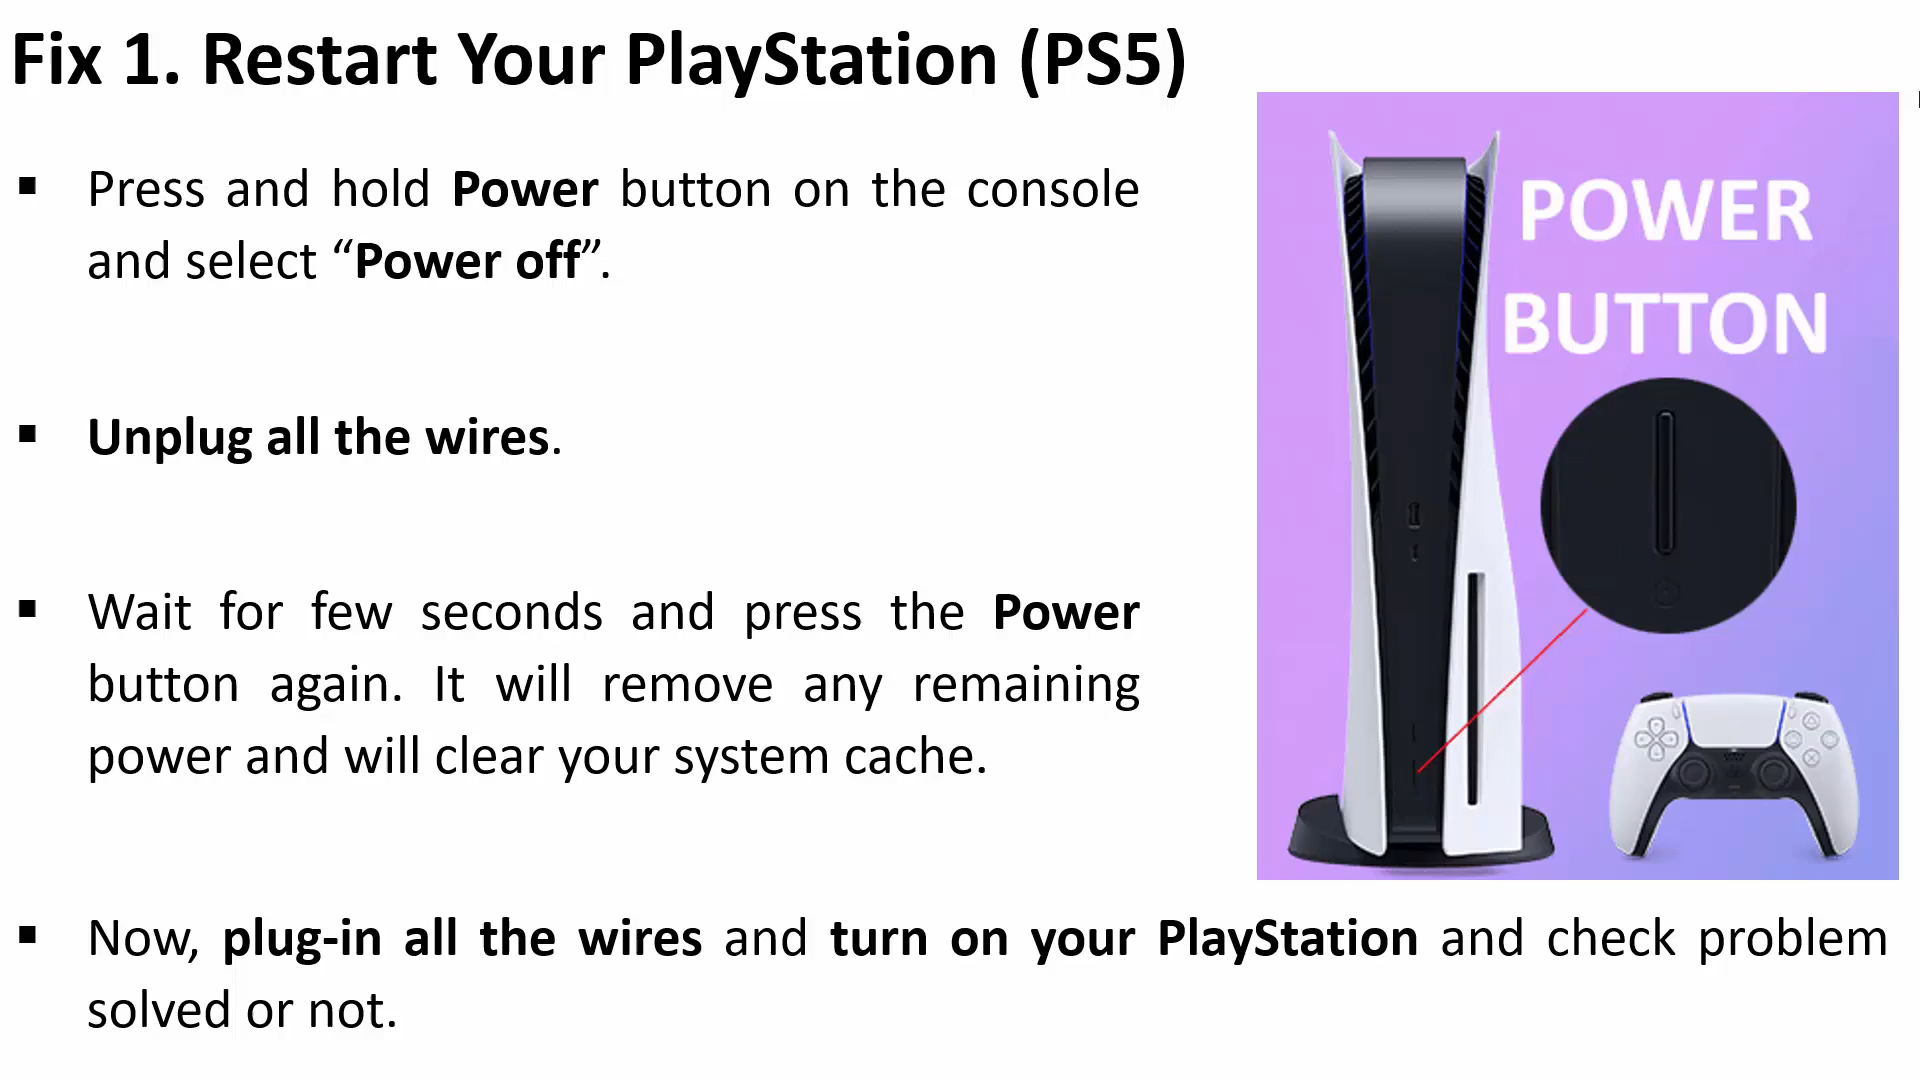 Fix 1. Restart Your PlayStation (PS5)
▪ Press and hold Power button on the console
and select “Power off”.
▪ Unplug all the wires.
▪ Wait for few seconds and press the Power
button again. It will remove any remaining
power and will clear your system cache.
▪ Now, plug-in all the wires and turn on your PlayStation and check problem
solved or not.
POWER
BUTTON